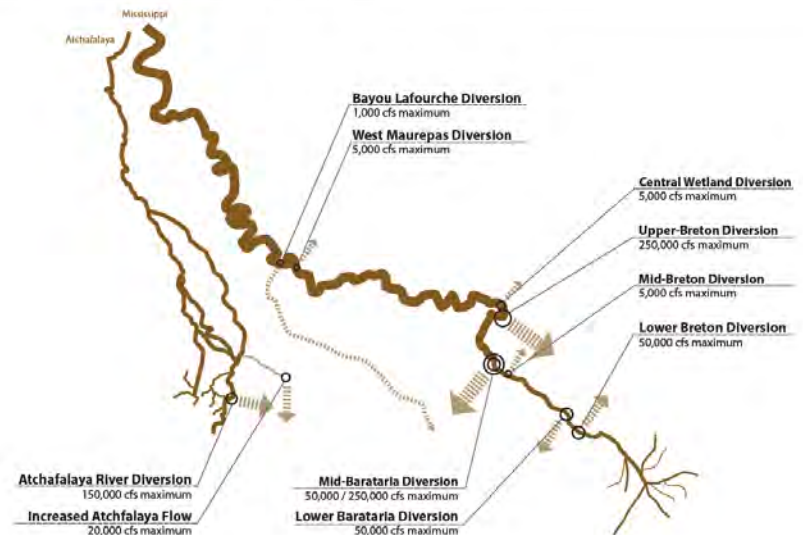 Mississippi
Atchafalaya
Bayou Lafourche Diversion
1,000 cfs maximum
West Maurepas Diversion
5,000 cfs maximum
Central Wetland Diversion
5,000 cfs maximum
Upper-Breton Diversion
250,000 cfs maximum
Mid-Breton Diversion
5,000 cfs maximum
Lower Breton Diversion
50,000 cfs maximum
Atchafalaya River Diversion
150,000 cfs maximum
Increased Atchfalaya Flow
20,000 cfs maximum
Mid-Barataria Diversion
50,000 / 250,000 cfs maximum
Lower Barataria Diversion
50,000 cfs maximum